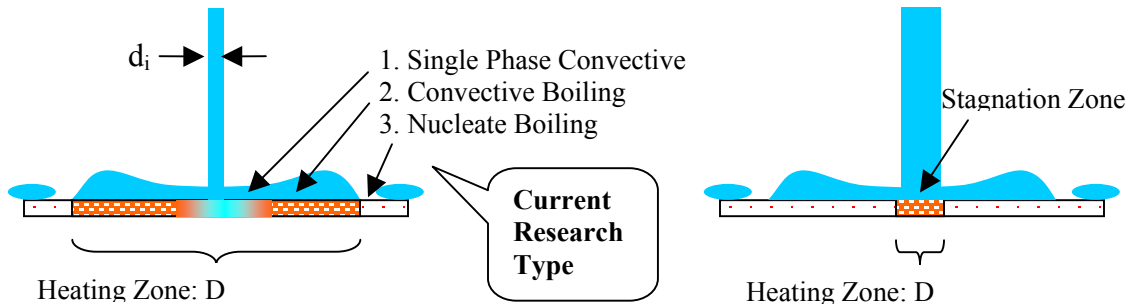 dᵢ
1. Single Phase Convective
2. Convective Boiling
3. Nucleate Boiling
Current
Research
Type
Heating Zone: D
Stagnation Zone
Heating Zone: D